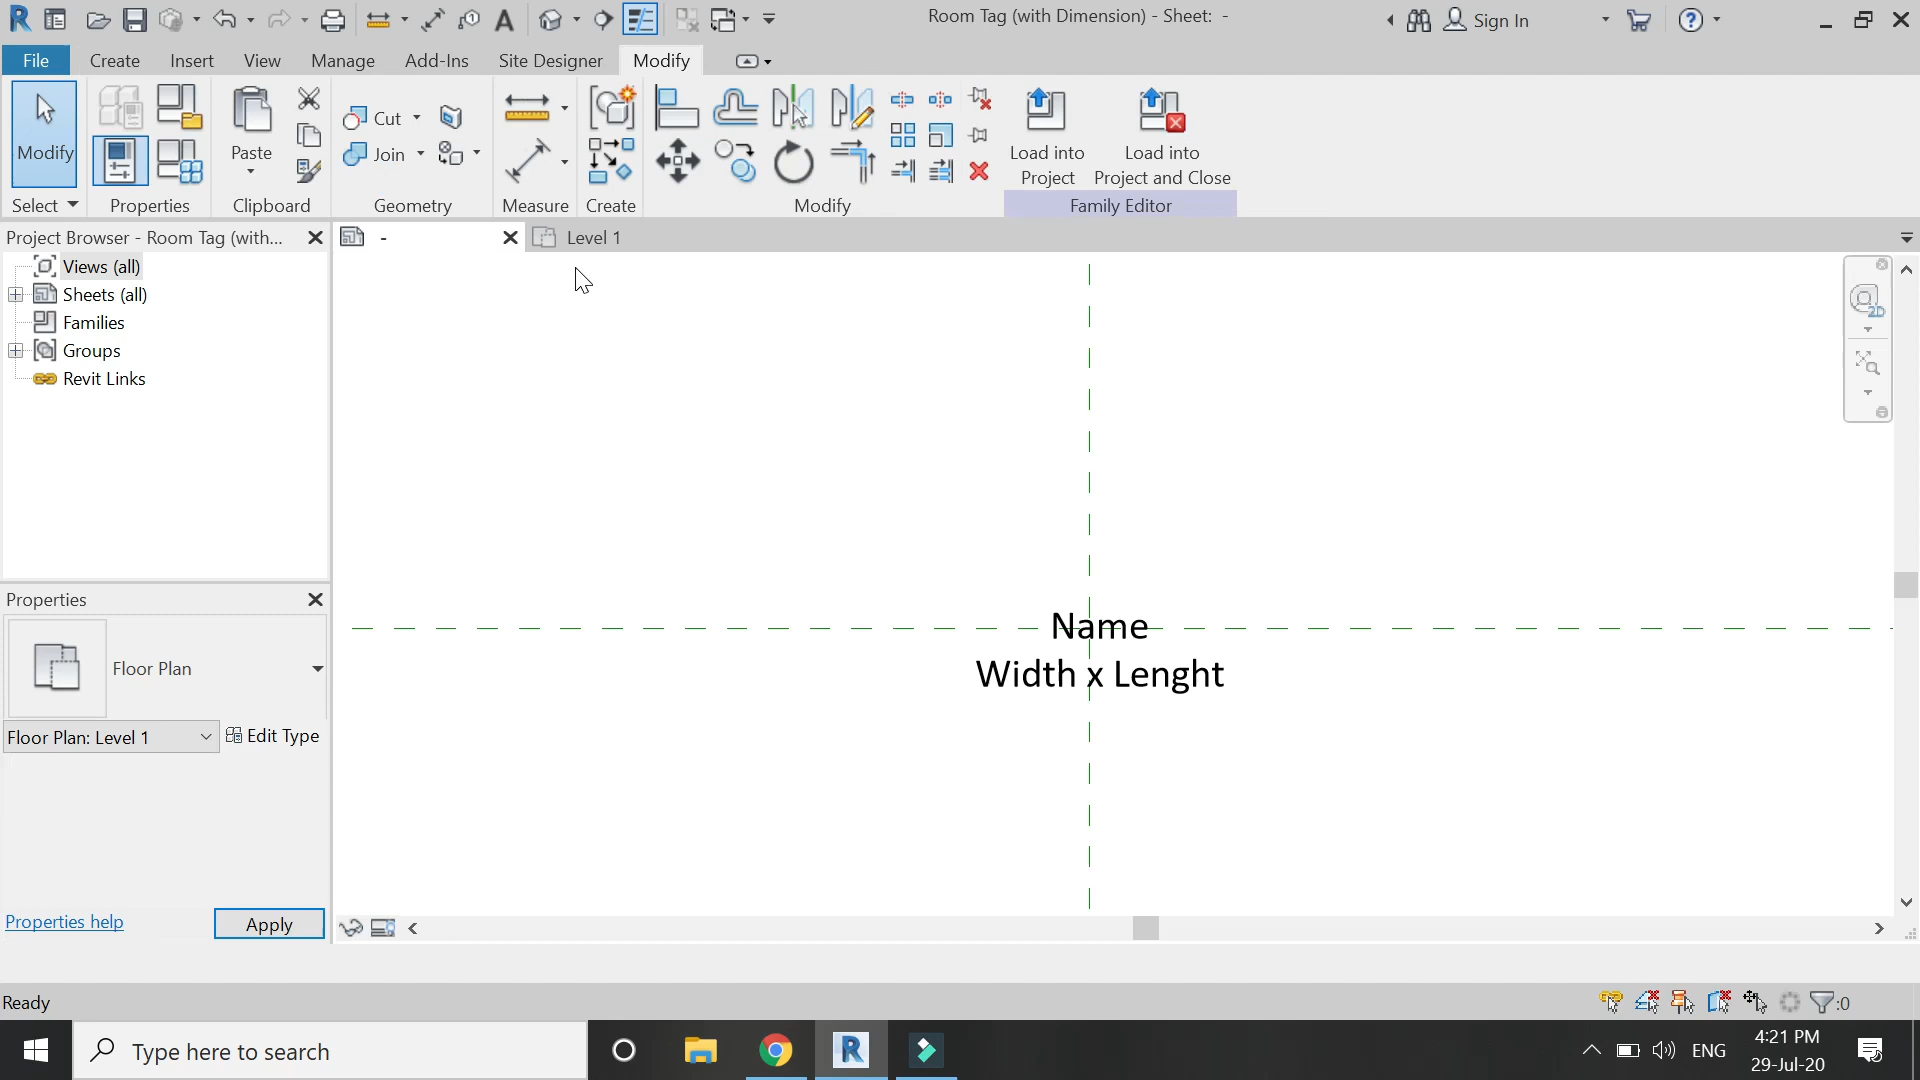 Room Tag (with Dimension) - Sheet: -
Sign In
File
Create
Insert
View
Manage
Add-Ins
Site Designer
Modify
Modify
Paste
Cut
Join
Load into
Project
Load into
Project and Close
Select
Properties
Clipboard
Geometry
Measure
Create
Modify
Family Editor
Project Browser - Room Tag (with...
-
Level 1
Views (all)
Sheets (all)
Families
Groups
Revit Links
2D
Name
Width x Lenght
Properties
Floor Plan
Floor Plan: Level 1
Edit Type
Properties help
Apply
Ready
:0
Type here to search
ENG
4:21 PM
29-Jul-20